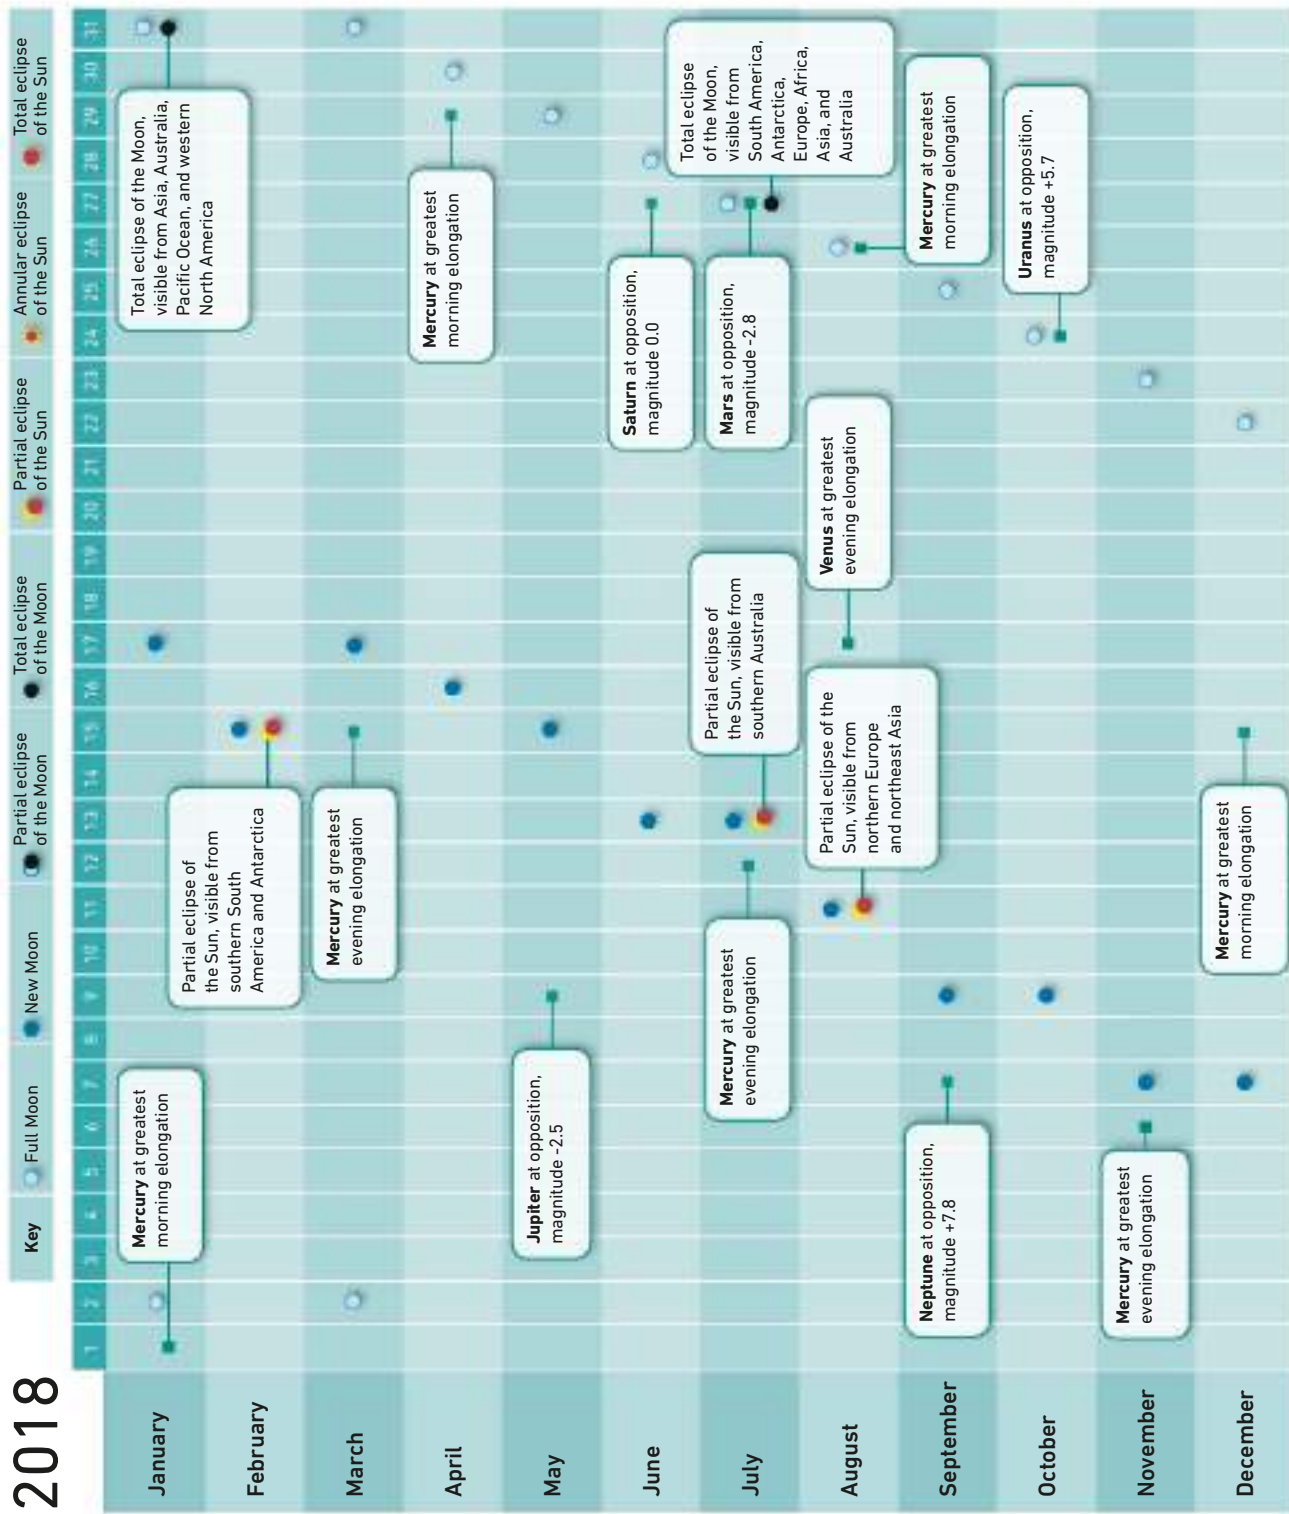 2018
Key
Full Moon
New Moon
Partial eclipse
of the Moon
Total eclipse
of the Moon
Partial eclipse
of the Sun
Annular eclipse
of the Sun
Total eclipse
of the Sun
1 2 3 4 5 6 7 8 9 10 11 12 13 14 15 16 17 18 19 20 21 22 23 24 25 26 27 28 29 30 31
January
Mercury at greatest
morning elongation
Total eclipse of the Moon,
visible from Asia, Australia,
Pacific Ocean, and western
North America
February
Partial eclipse of
the Sun, visible from
southern South
America and Antarctica
March
Mercury at greatest
evening elongation
April
Mercury at greatest
morning elongation
May
Jupiter at opposition,
magnitude -2.5
June
Saturn at opposition,
magnitude 0.0
July
Mercury at greatest
evening elongation
Partial eclipse of
the Sun, visible from
southern Australia
Mars at opposition,
magnitude -2.8
Total eclipse
of the Moon,
visible from
South America,
Antarctica,
Europe, Africa,
Asia, and
Australia
August
Partial eclipse of the
Sun, visible from
northern Europe
and northeast Asia
Venus at greatest
evening elongation
Mercury at greatest
morning elongation
September
Neptune at opposition,
magnitude +7.8
October
Uranus at opposition,
magnitude +5.7
November
Mercury at greatest
evening elongation
December
Mercury at greatest
morning elongation